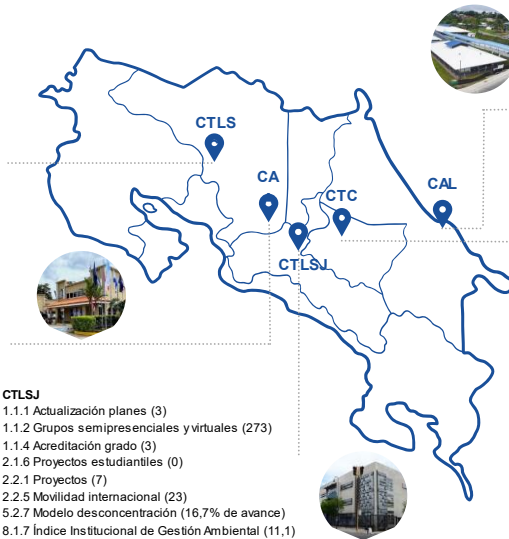 CTLS
CA
CTC
CAL
CTLSJ
CTLSJ
1.1.1 Actualización planes (3)
1.1.2 Grupos semipresenciales y virtuales (273)
1.1.4 Acreditación grado (3)
2.1.6 Proyectos estudiantiles (0)
2.2.1 Proyectos (7)
2.2.5 Movilidad internacional (23)
5.2.7 Modelo desconcentración (16,7% de avance)
8.1.7 Índice Institucional de Gestión Ambiental (11,1)